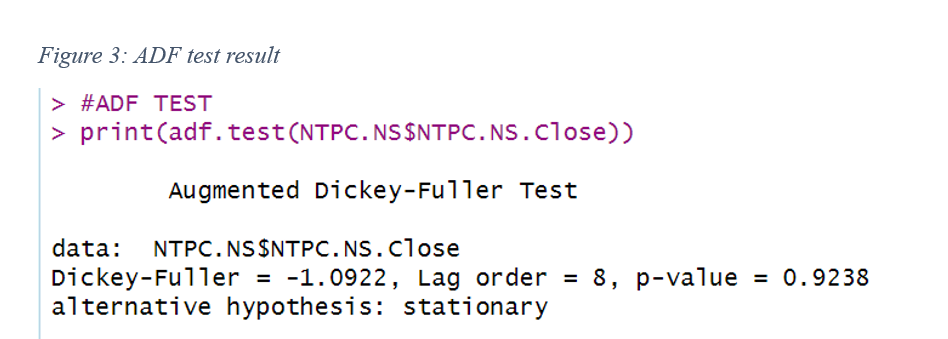 Figure 3: ADF test result
> #ADF TEST
> print(adf.test(NTPC.NS$NTPC.NS.Close))
Augmented Dickey-Fuller Test
data:  NTPC.NS$NTPC.NS.Close
Dickey-Fuller = -1.0922, Lag order = 8, p-value = 0.9238
alternative hypothesis: stationary